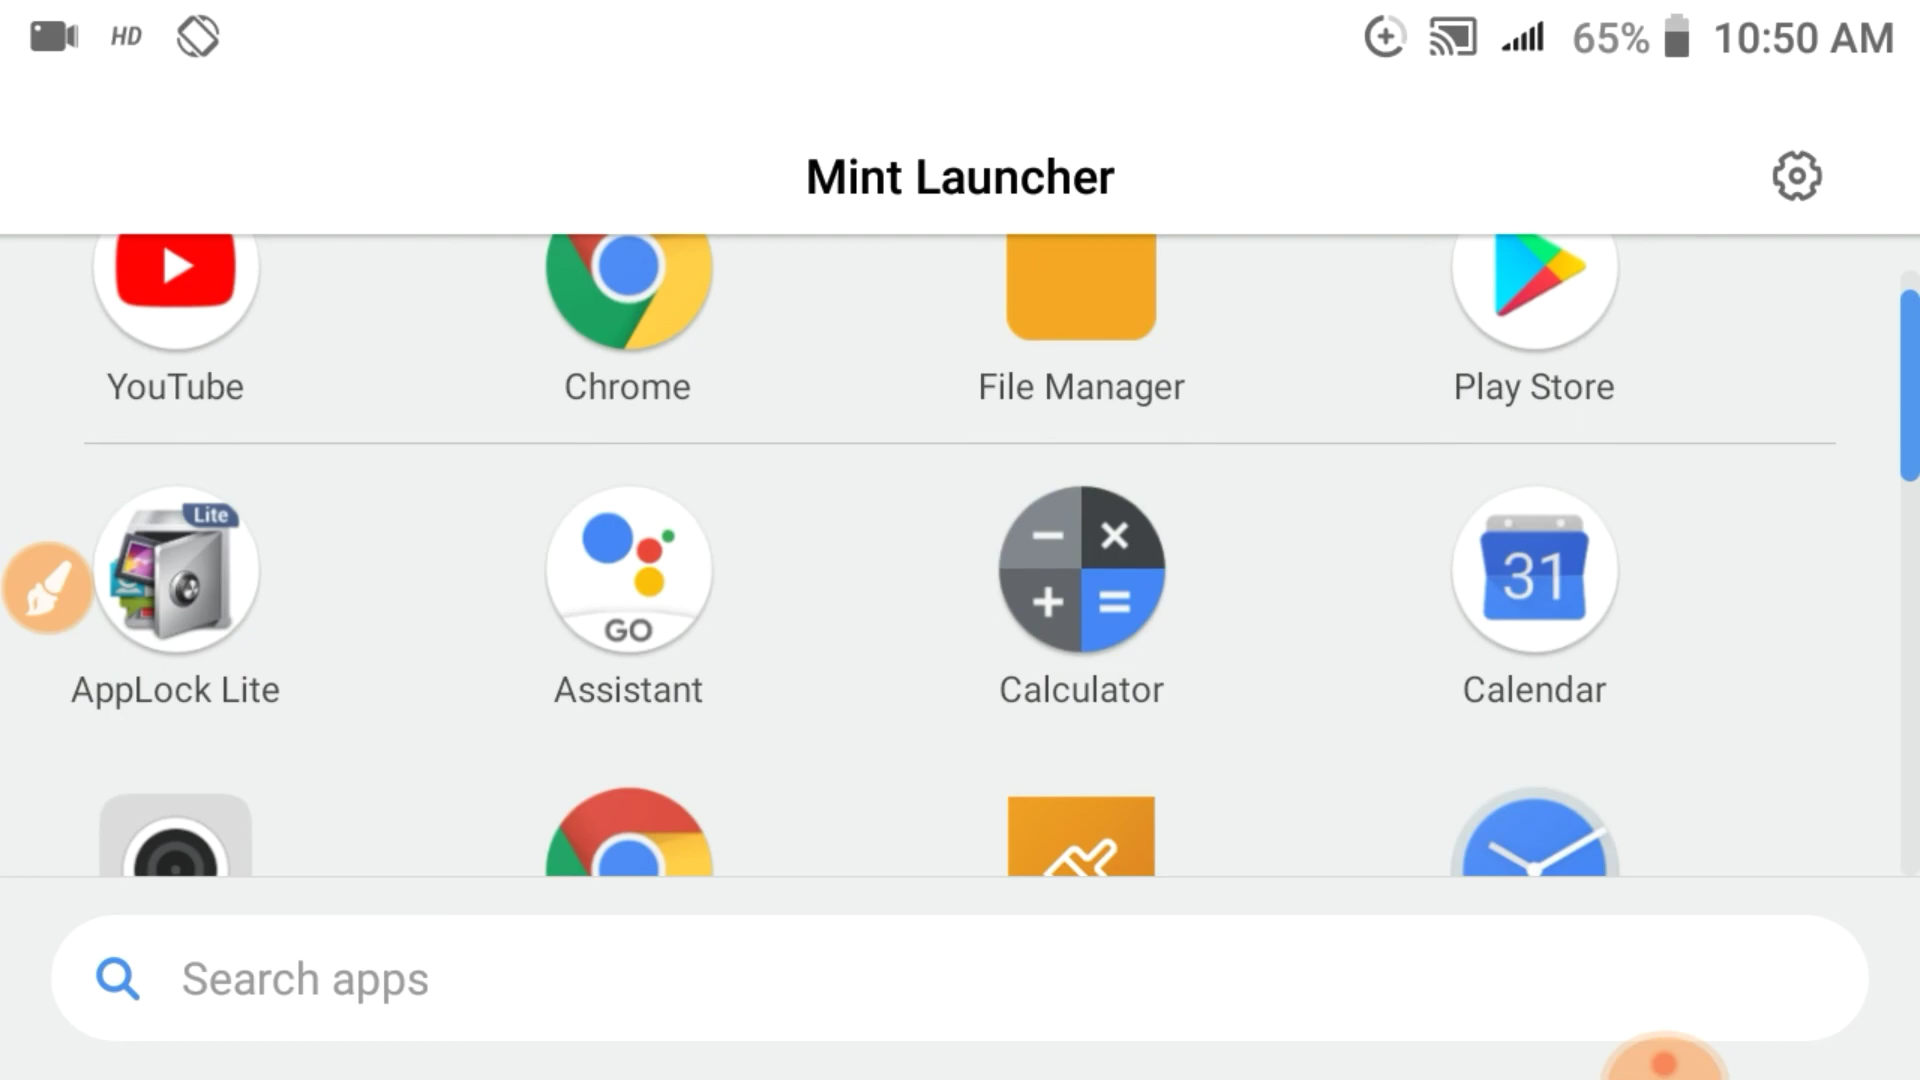 HD 65% 10:50 AM
Mint Launcher
YouTube Chrome File Manager Play Store
Lite
31
GO
AppLock Lite Assistant Calculator Calendar
Search apps